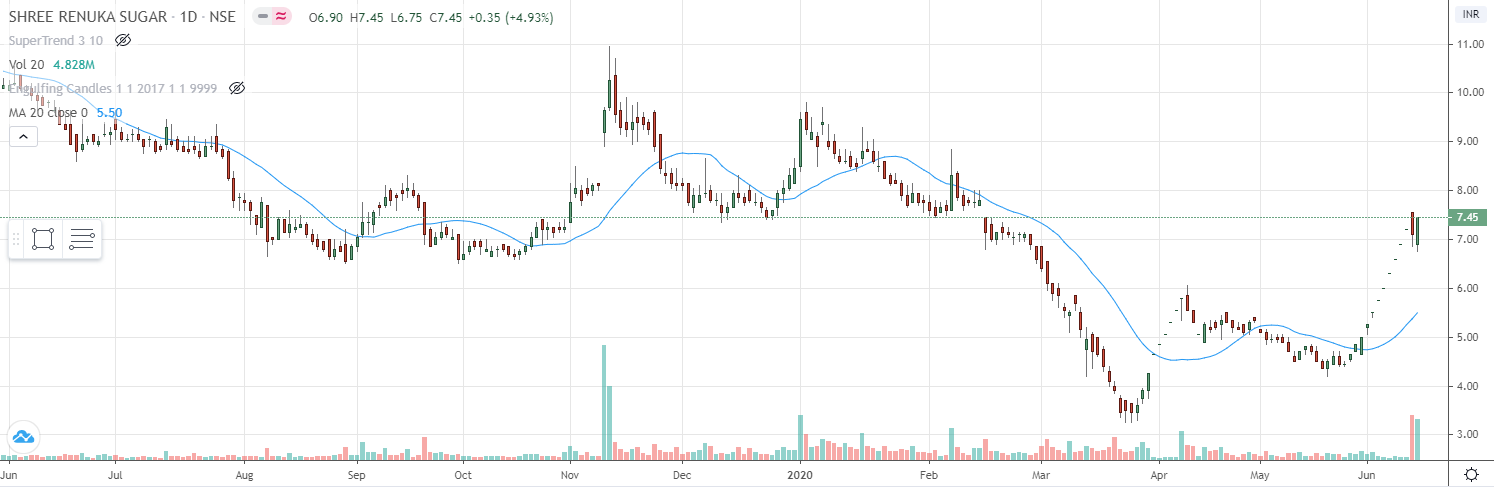 SHREE RENUKA SUGAR · 1D · NSE O6.90 H7.45 L6.75 C7.45 +0.35 (+4.93%) INR
SuperTrend 3 10
Vol 20 4.828M
Engulfing Candles 1 1 2017 1 1 9999
MA 20 close 0 5.50
11.00
10.00
9.00
8.00
7.45
7.00
6.00
5.00
4.00
3.00
Jun Jul Aug Sep Oct Nov Dec 2020 Feb Mar Apr May Jun